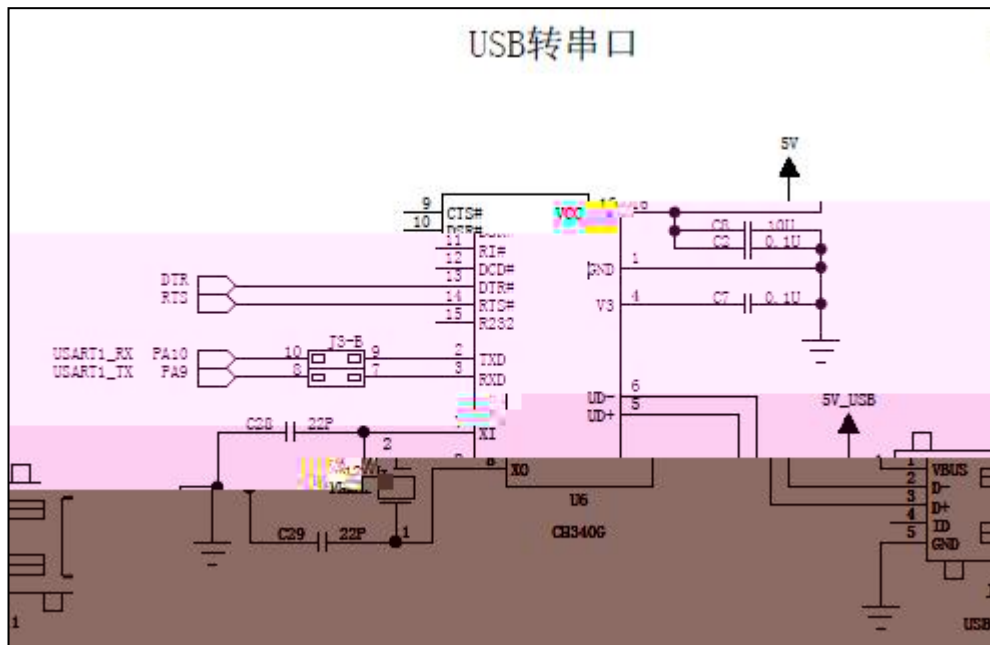 USB转串口
5V
9 CTS# VCC 16
10 DSR#
C8 10U
C2 0.1U
11 RI#
12 DCD# GND 1
13 DTR# DTR
14 RTS# RTS V3 4 C7 0.1U
15 R232
J3-B
USART1_RX PA10 10 9 2 TXD
USART1_TX PA9 8 7 3 RXD
UD- 6
UD+ 5
5V_USB
C28 22P XI
2
8 XO
1 VBUS
2 D-
3 D+
4 ID
5 GND
U6
CH340G
C29 22P 1
1
USB